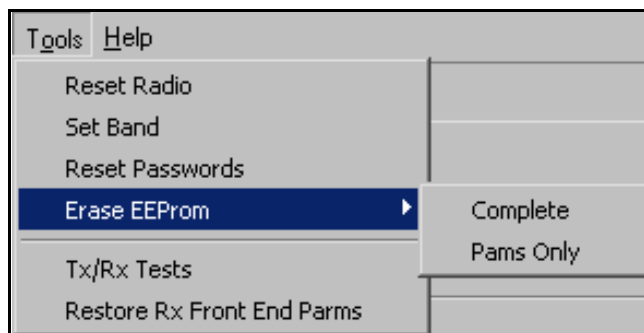 Tools Help
Reset Radio
Set Band
Reset Passwords
Erase EEProm
Complete
Pams Only
Tx/Rx Tests
Restore Rx Front End Parms